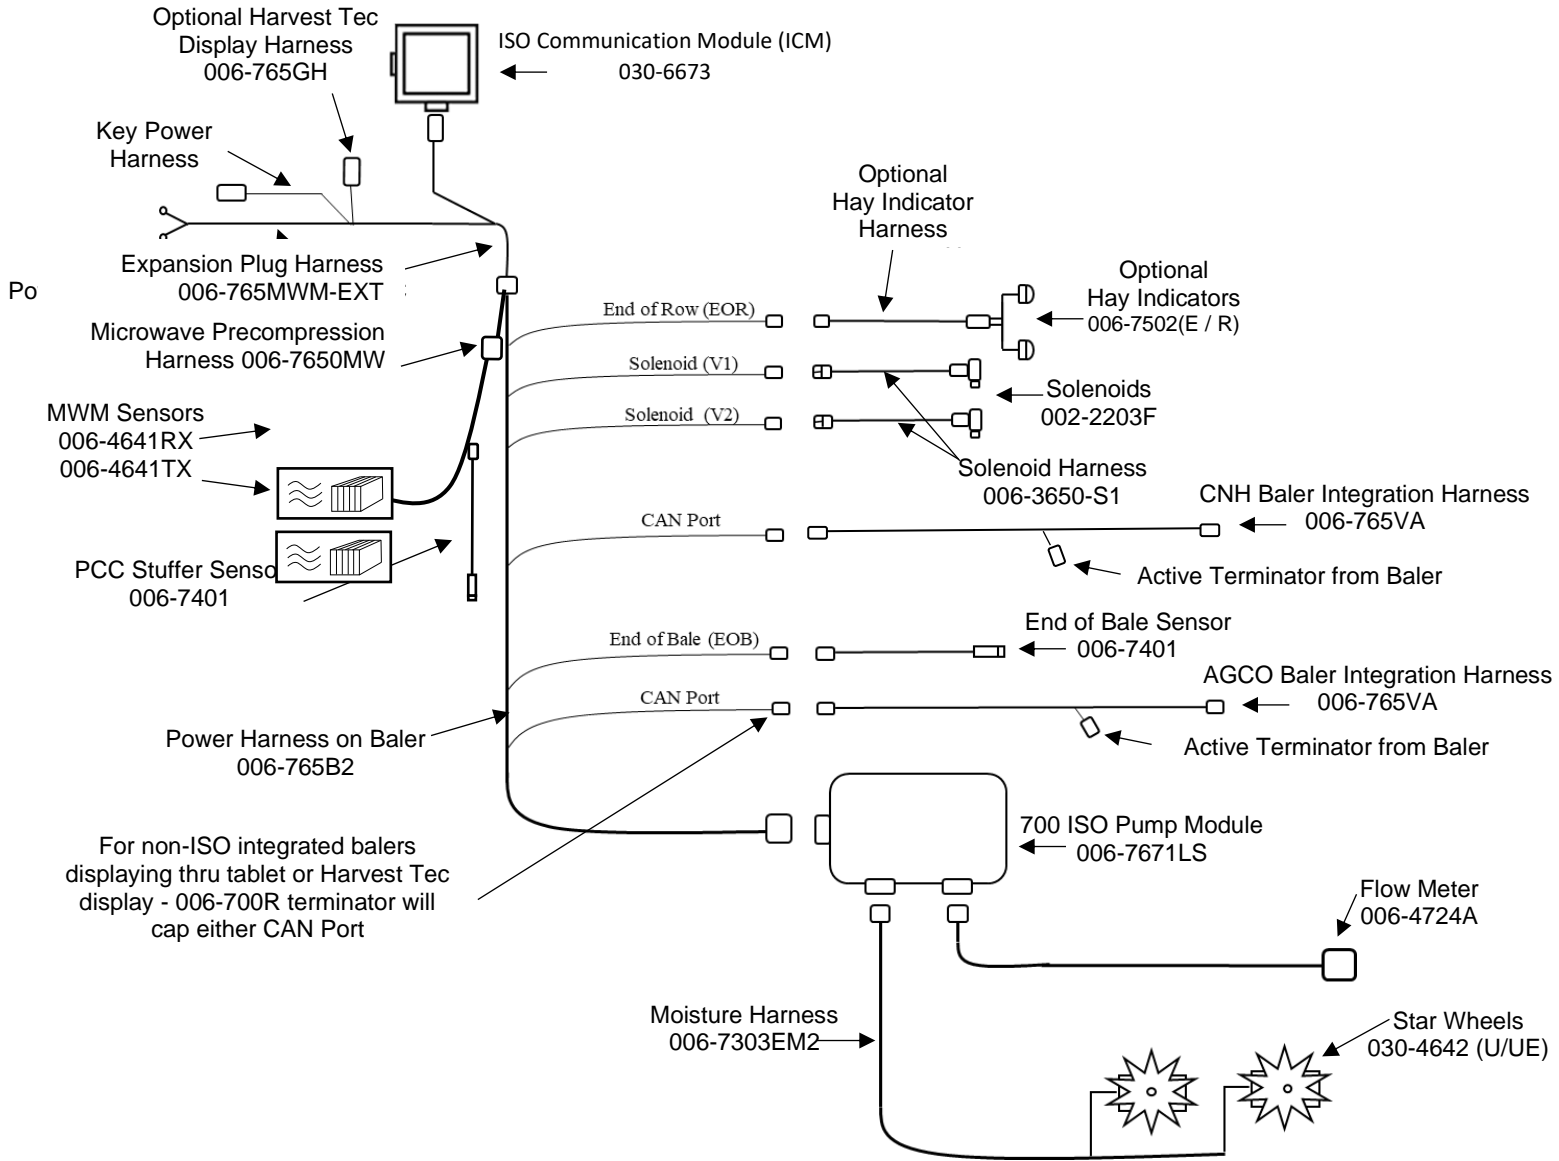 Optional Harvest Tec
Display Harness
006-765GH
ISO Communication Module (ICM)
030-6673
Key Power
Harness
Optional
Hay Indicator
Harness
Expansion Plug Harness
006-765MWM-EXT
Po
Optional
Hay Indicators
006-7502(E / R)
End of Row (EOR)
Microwave Precompression
Harness 006-7650MW
Solenoid (V1)
Solenoids
002-2203F
MWM Sensors
006-4641RX
006-4641TX
Solenoid (V2)
Solenoid Harness
006-3650-S1
CNH Baler Integration Harness
006-765VA
CAN Port
Active Terminator from Baler
PCC Stuffer Senso
006-7401
End of Bale (EOB)
End of Bale Sensor
006-7401
AGCO Baler Integration Harness
006-765VA
CAN Port
Active Terminator from Baler
Power Harness on Baler
006-765B2
700 ISO Pump Module
006-7671LS
For non-ISO integrated balers
displaying thru tablet or Harvest Tec
display - 006-700R terminator will
cap either CAN Port
Flow Meter
006-4724A
Moisture Harness
006-7303EM2
Star Wheels
030-4642 (U/UE)